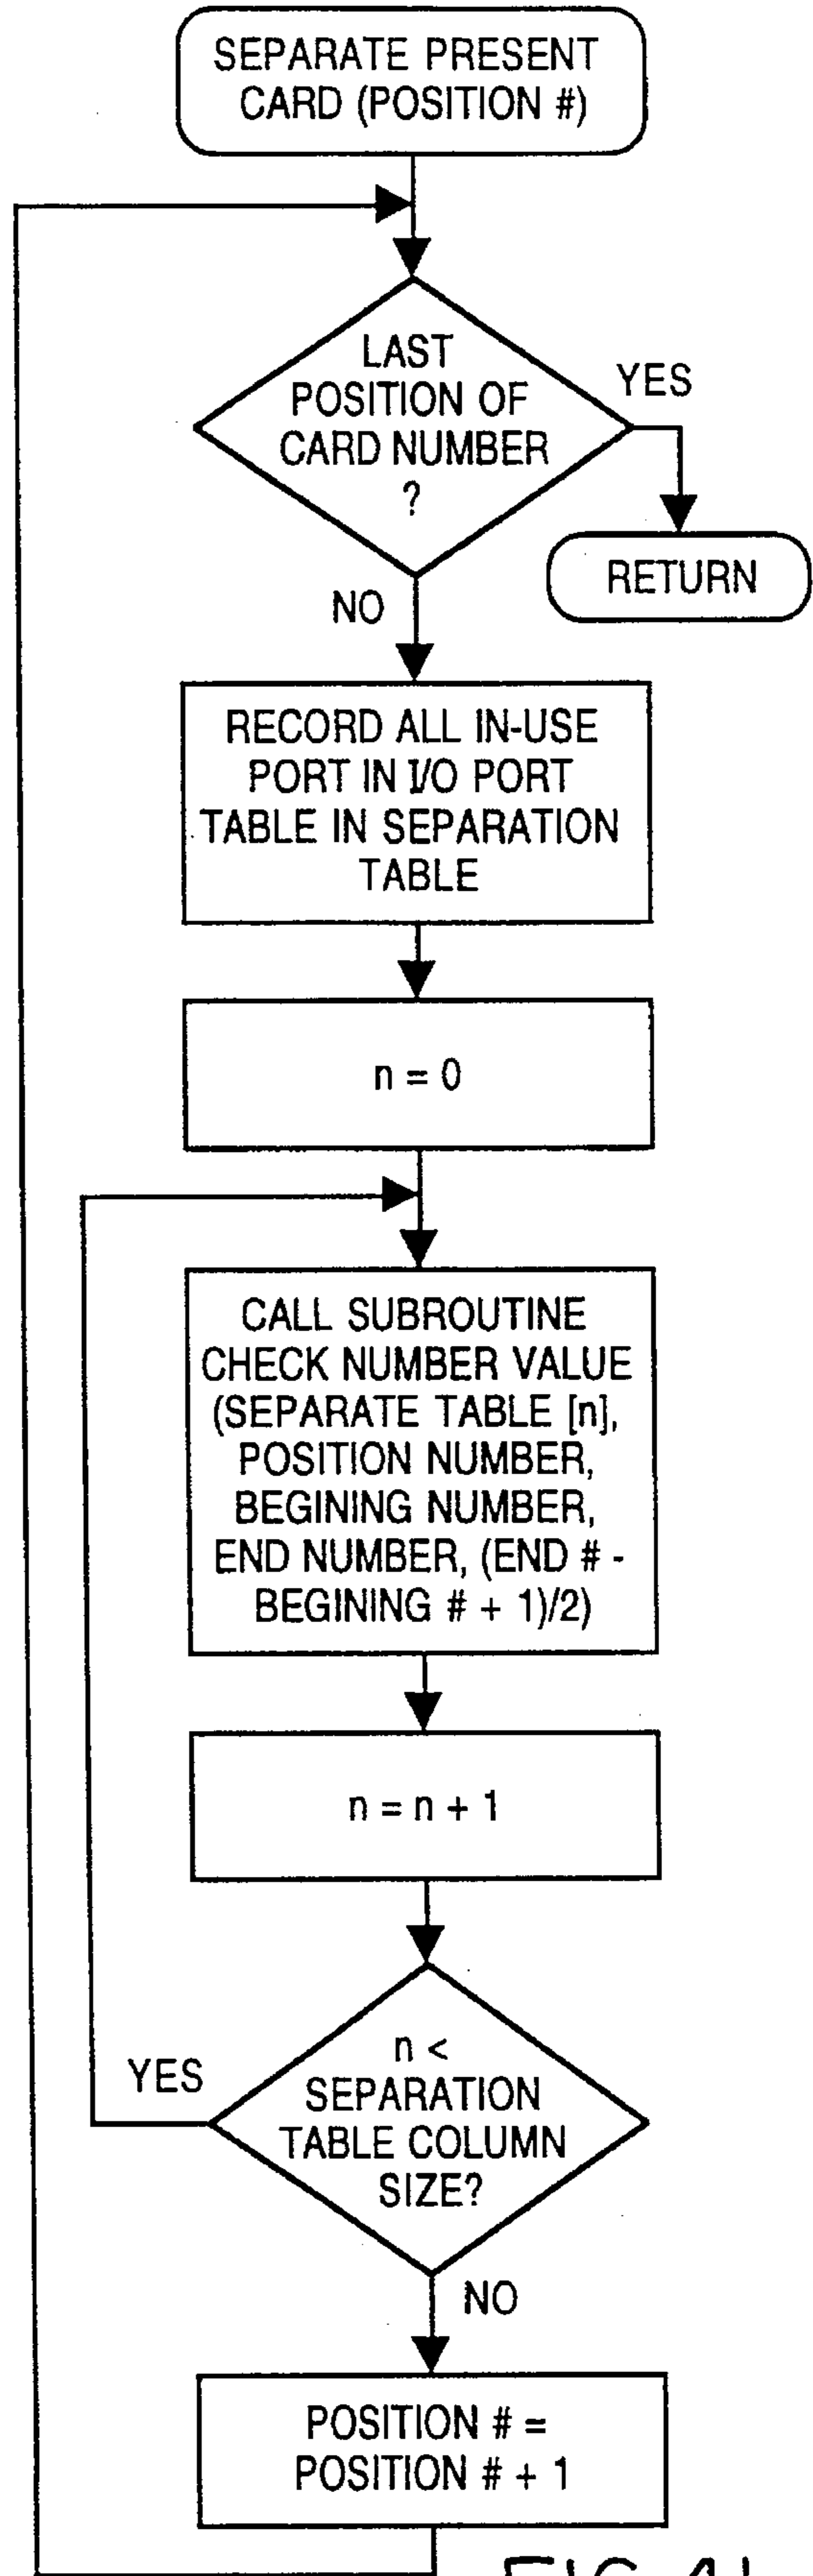 SEPARATE PRESENT
CARD (POSITION #)
LAST
POSITION OF
CARD NUMBER
?
YES
RETURN
NO
RECORD ALL IN-USE
PORT IN I/O PORT
TABLE IN SEPARATION
TABLE
n = 0
CALL SUBROUTINE
CHECK NUMBER VALUE
(SEPARATE TABLE [n],
POSITION NUMBER,
BEGINING NUMBER,
END NUMBER, (END # -
BEGINING # + 1)/2)
n = n + 1
n <
SEPARATION
TABLE COLUMN
SIZE?
YES
NO
POSITION # =
POSITION # + 1